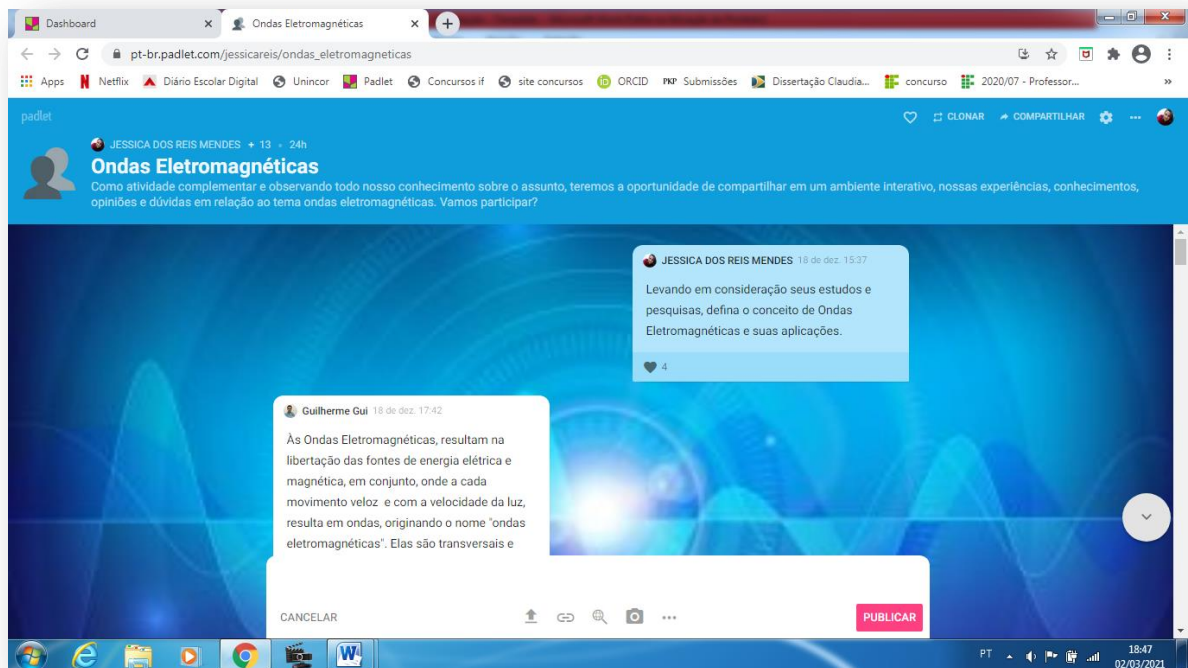 Dashboard
Ondas Eletromagnéticas
pt-br.padlet.com/jessicareis/ondas_eletromagneticas
Apps Netflix Diário Escolar Digital Unincor Padlet Concursos if site concursos ORCID PKP Submissões Dissertação Claudia... concurso 2020/07 - Professor... »
padlet
CLONAR COMPARTILHAR
JESSICA DOS REIS MENDES + 13 • 24h
Ondas Eletromagnéticas
Como atividade complementar e observando todo nosso conhecimento sobre o assunto, teremos a oportunidade de compartilhar em um ambiente interativo, nossas experiências, conhecimentos,
opiniões e dúvidas em relação ao tema ondas eletromagnéticas. Vamos participar?
JESSICA DOS REIS MENDES 18 de dez. 15:37
Levando em consideração seus estudos e
pesquisas, defina o conceito de Ondas
Eletromagnéticas e suas aplicações.
4
Guilherme Gui 18 de dez. 17:42
Às Ondas Eletromagnéticas, resultam na
libertação das fontes de energia elétrica e
magnética, em conjunto, onde a cada
movimento veloz e com a velocidade da luz,
resulta em ondas, originando o nome "ondas
eletromagnéticas". Elas são transversais e
CANCELAR
PUBLICAR
PT
18:47
02/03/2021